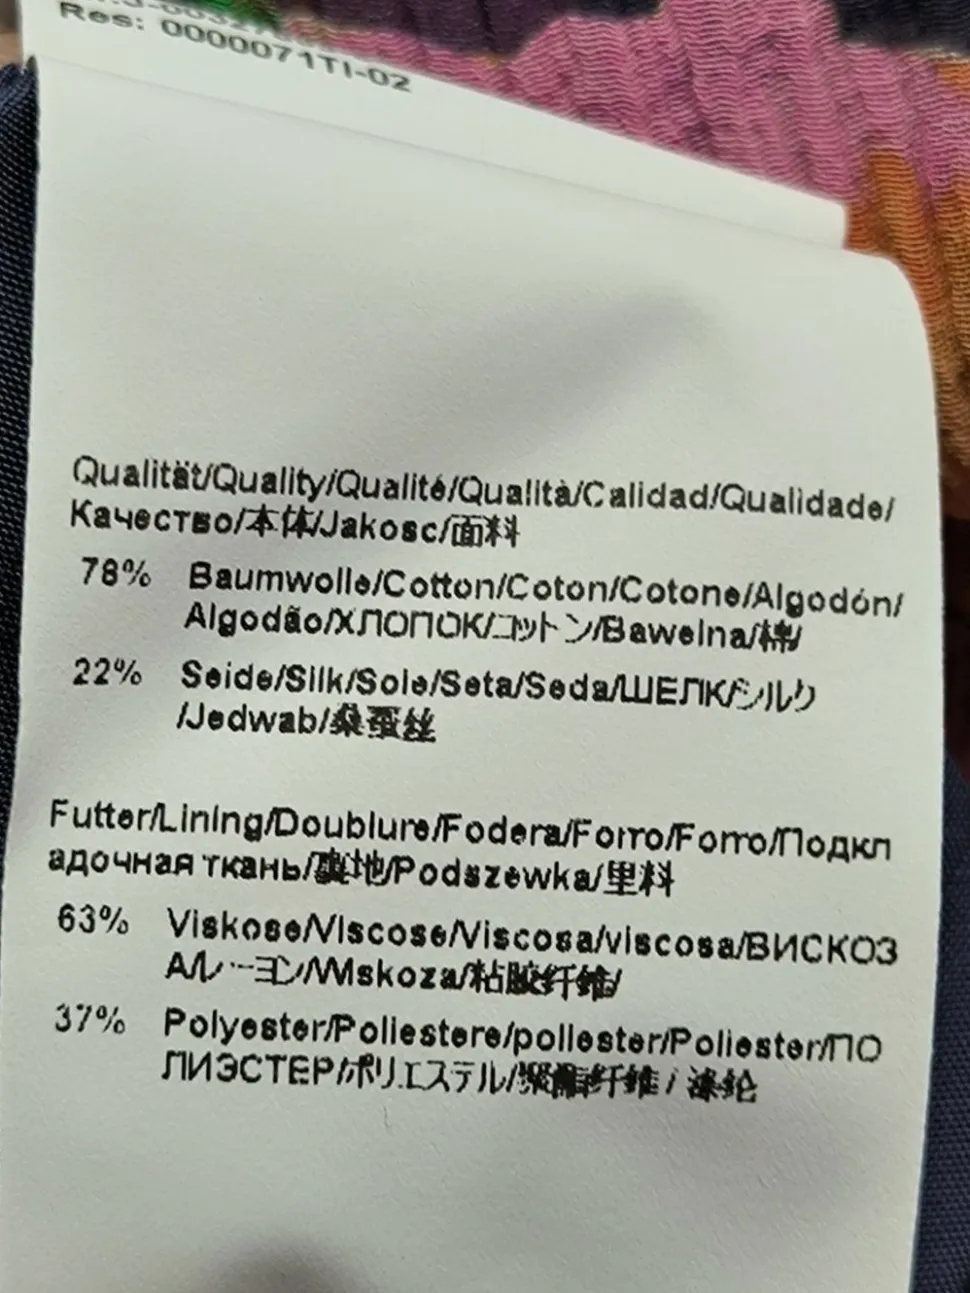 Res: 0000071TI-02
Qualität/Quality/Qualité/Qualità/Calidad/Qualidade/
Качество/本体/Jakosc/面料
78% Baumwolle/Cotton/Coton/Cotone/Algodón/
Algodão/ХЛОПОК/コットン/Bawelna/棉/
22% Seide/Silk/Soie/Seta/Seda/ШЕЛК/シルク
/Jedwab/桑蚕丝
Futter/Lining/Doublure/Fodera/Forro/Forro/Подкл
адочная ткань/裏地/Podszewka/里料
63% Viskose/Viscose/Viscosa/viscosa/ВИСКОЗ
А/レーヨン/Wiskoza/粘胶纤维/
37% Polyester/Poliestere/poliester/Poliester/ПО
ЛИЭСТЕР/ポリエステル/聚酯纤维 / 涤纶